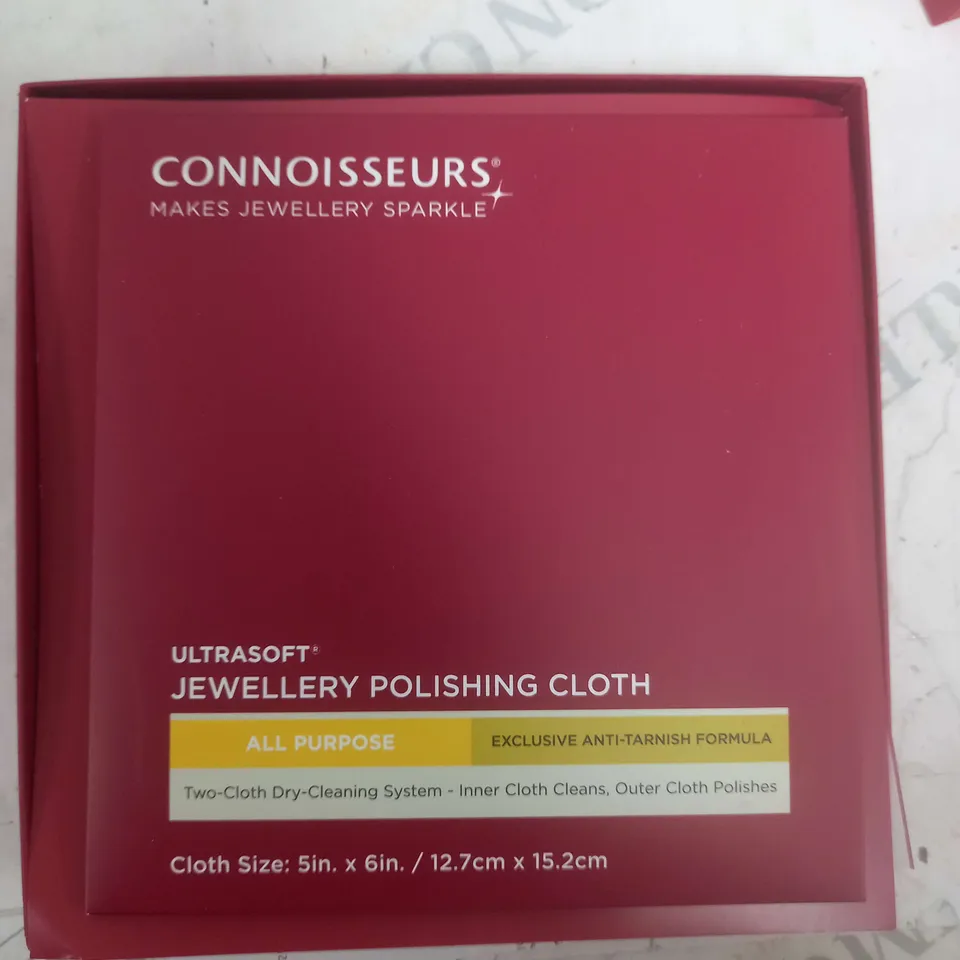 CONNOISSEURS®
MAKES JEWELLERY SPARKLE
ULTRASOFT®
JEWELLERY POLISHING CLOTH
ALL PURPOSE
EXCLUSIVE ANTI-TARNISH FORMULA
Two-Cloth Dry-Cleaning System - Inner Cloth Cleans, Outer Cloth Polishes
Cloth Size: 5in. x 6in. / 12.7cm x 15.2cm